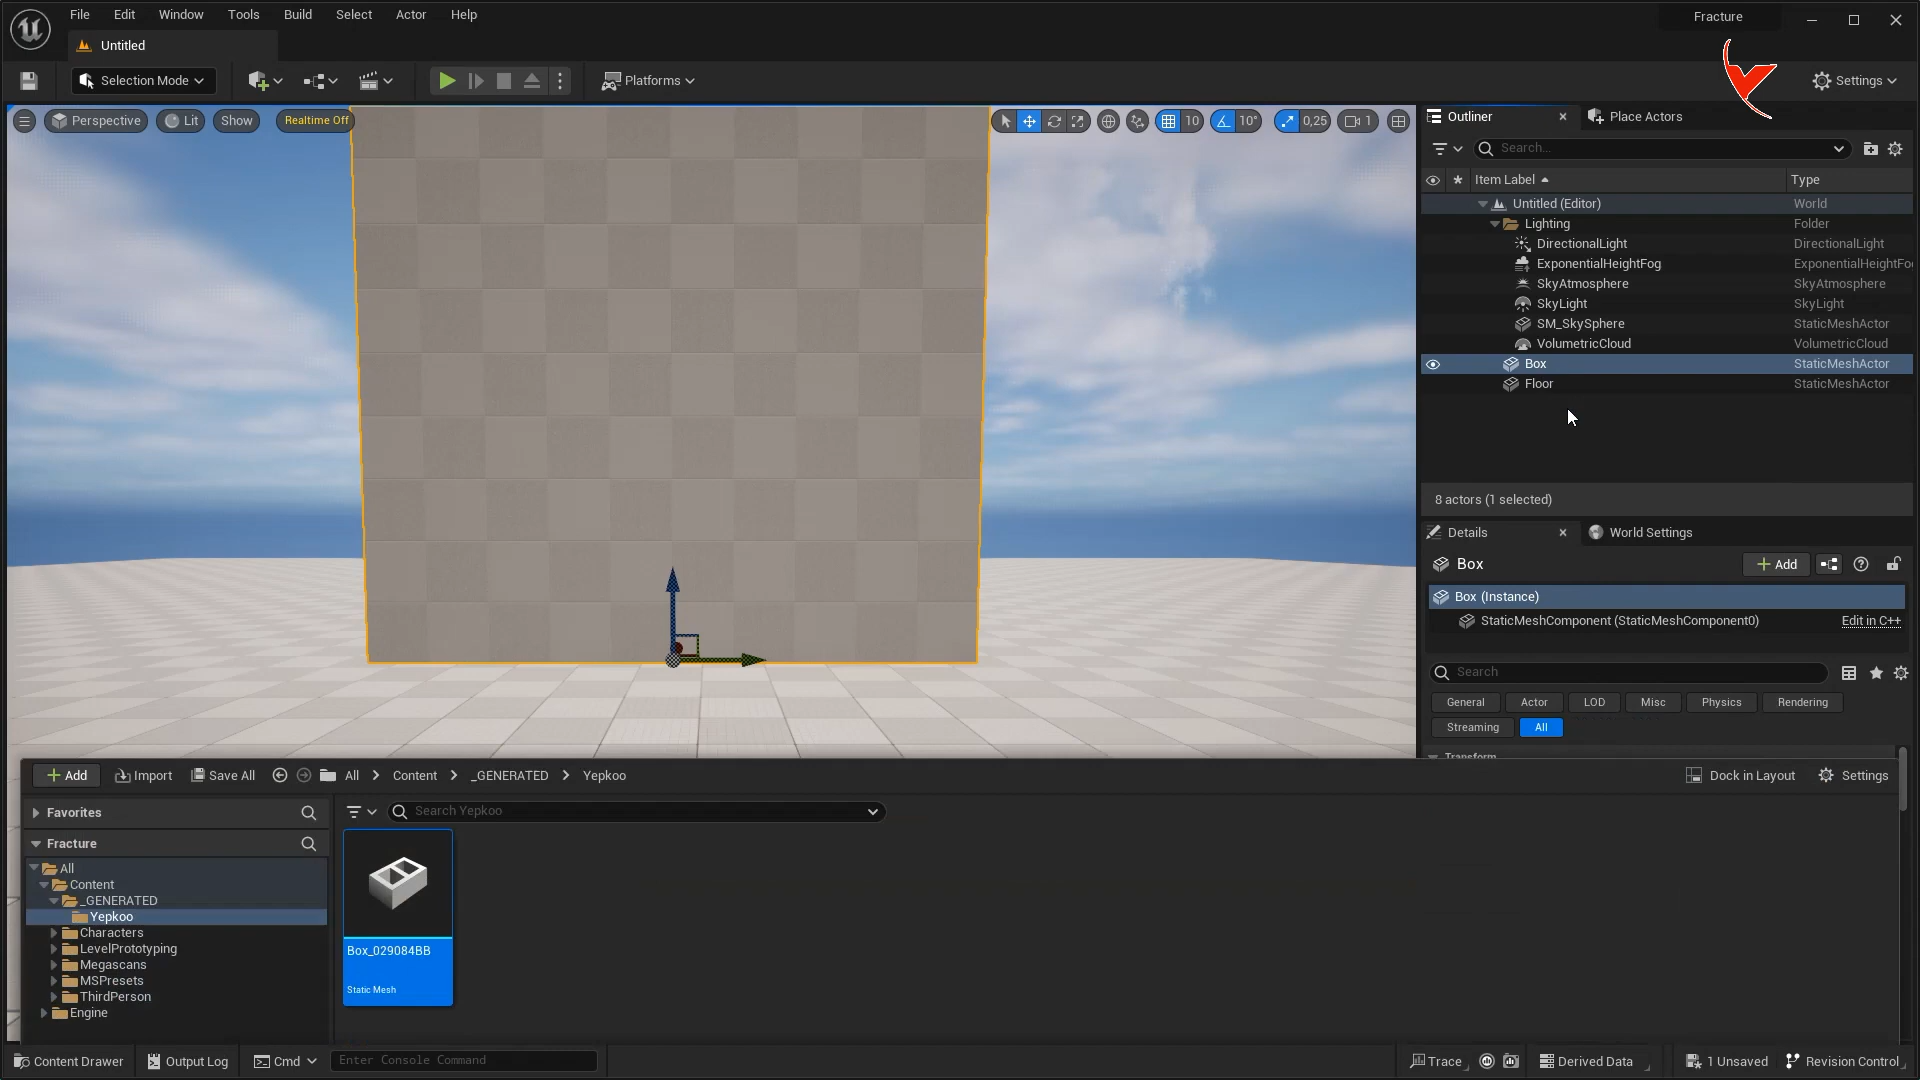 File Edit Window Tools Build Select Actor Help
Fracture
Untitled
Selection Mode
Platforms
Settings
Perspective Lit Show Realtime Off
10 10° 0,25 1
Outliner
Place Actors
Search...
Item Label Type
Untitled (Editor) World
Lighting Folder
DirectionalLight DirectionalLight
ExponentialHeightFog ExponentialHeightFo
SkyAtmosphere SkyAtmosphere
SkyLight SkyLight
SM_SkySphere StaticMeshActor
VolumetricCloud VolumetricCloud
Box StaticMeshActor
Floor StaticMeshActor
8 actors (1 selected)
Details
World Settings
Box
Add
Box (Instance)
StaticMeshComponent (StaticMeshComponent0) Edit in C++
Search
General Actor LOD Misc Physics Rendering
Streaming All
Transform
Add Import Save All All Content _GENERATED Yepkoo
Dock in Layout Settings
Favorites
Search Yepkoo
Fracture
All
Content
_GENERATED
Yepkoo
Characters
LevelPrototyping
Megascans
MSPresets
ThirdPerson
Engine
Box_029084BB
Static Mesh
Content Drawer Output Log Cmd Enter Console Command
Trace Derived Data 1 Unsaved Revision Control